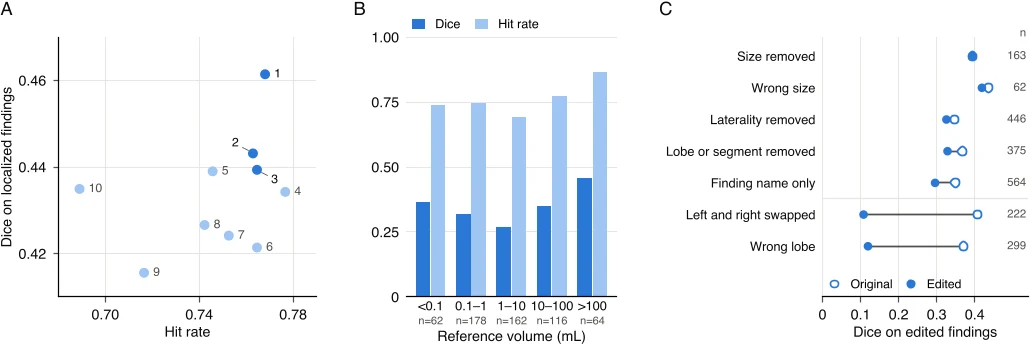 A
Dice on localized findings
0.46
0.44
0.42
1
2
3
4
5
6
7
8
9
10
0.70
0.74
0.78
Hit rate
B
Dice
Hit rate
1.00
0.75
0.50
0.25
0
<0.1
0.1–1
1–10
10–100
>100
n=62
n=178
n=162
n=116
n=64
Reference volume (mL)
C
n
Size removed
163
Wrong size
62
Laterality removed
446
Lobe or segment removed
375
Finding name only
564
Left and right swapped
222
Wrong lobe
299
Original
Edited
0
0.1
0.2
0.3
0.4
Dice on edited findings